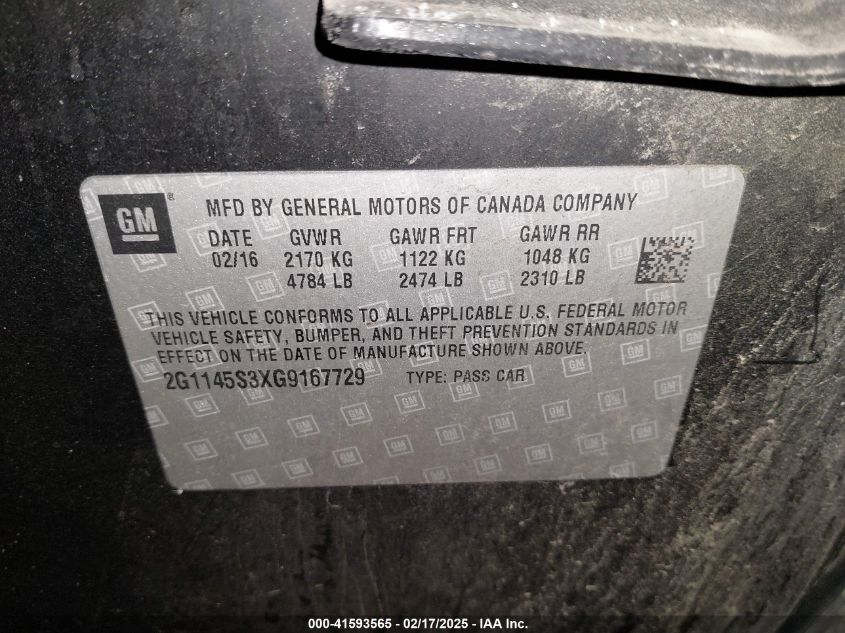 GM ®
MFD BY GENERAL MOTORS OF CANADA COMPANY
DATE GVWR GAWR FRT GAWR RR
02/16 2170 KG 1122 KG 1048 KG
4784 LB 2474 LB 2310 LB
THIS VEHICLE CONFORMS TO ALL APPLICABLE U.S. FEDERAL MOTOR
VEHICLE SAFETY, BUMPER, AND THEFT PREVENTION STANDARDS IN
EFFECT ON THE DATE OF MANUFACTURE SHOWN ABOVE.
2G1145S3XG9167729 TYPE: PASS CAR
000-41593565 - 02/17/2025 - IAA Inc.